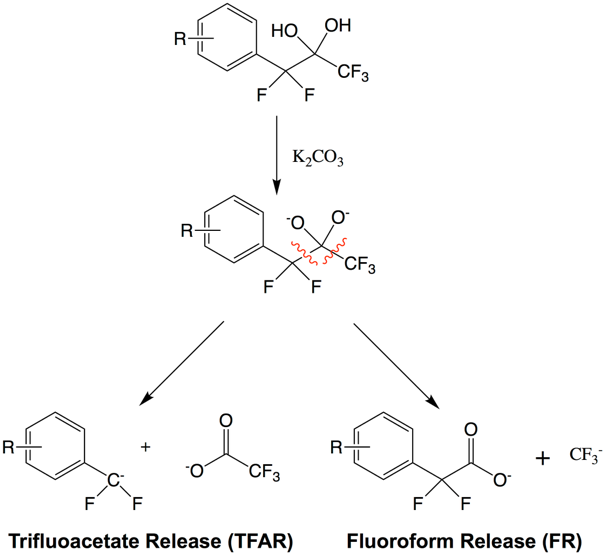 HO OH
R
CF3
F F
K2CO3
-O O-
R
CF3
F F
R
C-
F F
+
O
-O
CF3
R
O
O-
F F
+
CF3-
Trifluoacetate Release (TFAR)
Fluoroform Release (FR)